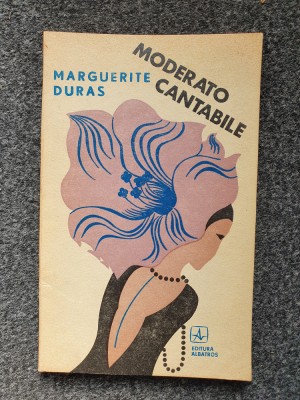 MODERATO
CANTABILE
MARGUERITE
DURAS
EDITURA
ALBATROS